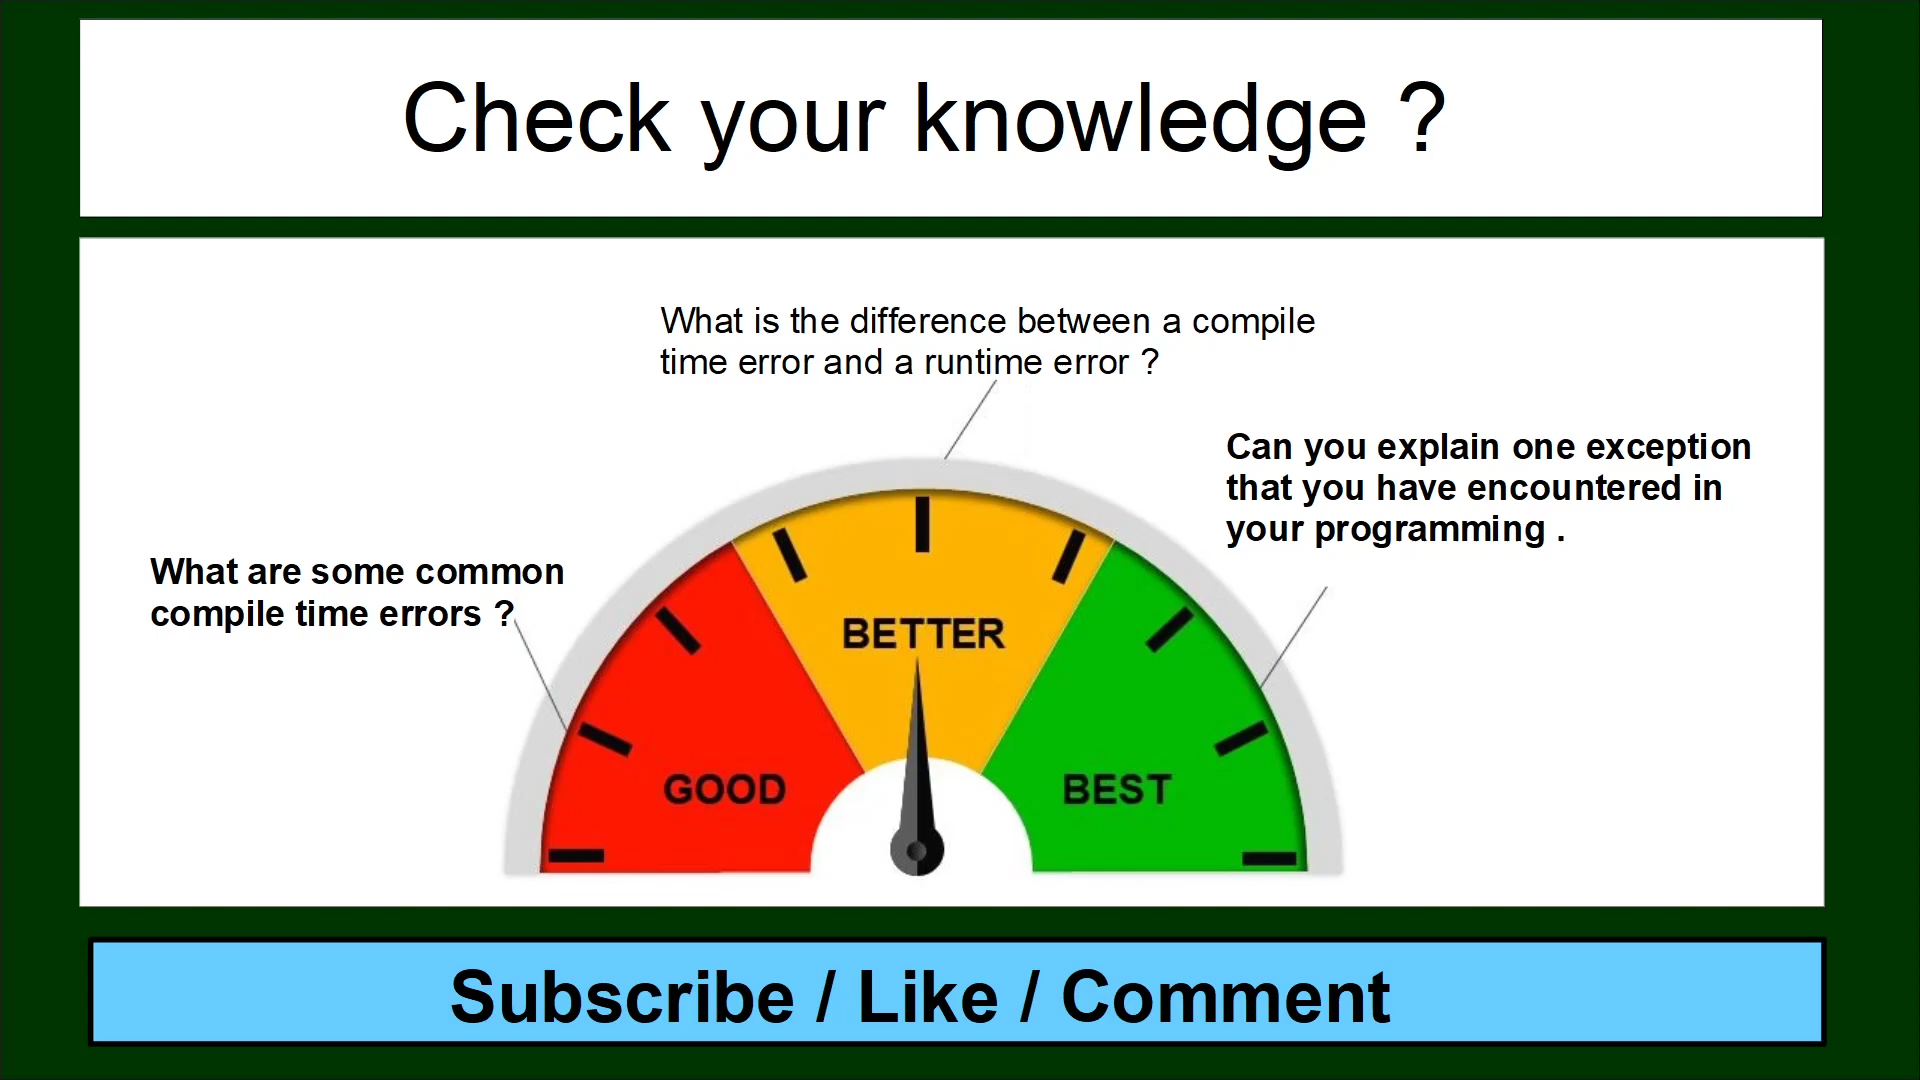 Check your knowledge ?
What is the difference between a compile
time error and a runtime error ?
Can you explain one exception
that you have encountered in
your programming .
What are some common
compile time errors ?
BETTER
GOOD
BEST
Subscribe / Like / Comment